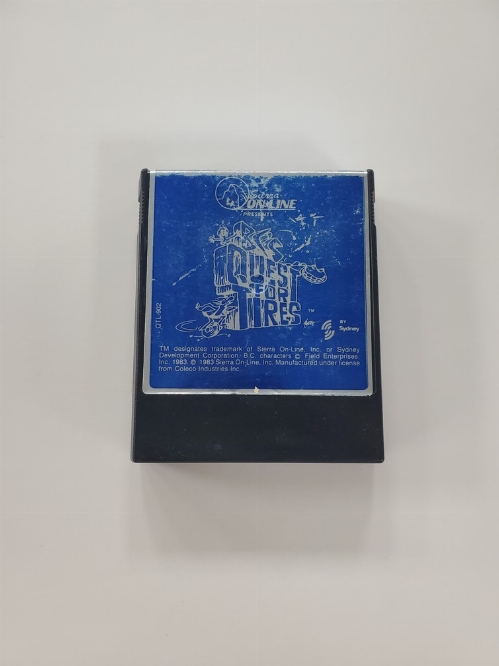 Sierra
ON-LINE
PRESENTS
B.C.'s
QUEST
FOR
TIRES
TM
BY
Sydney
QTL-902
TM designates trademark of Sierra On-Line, Inc. or Sydney
Development Corporation. B.C. characters © Field Enterprises,
Inc. 1983. © 1983 Sierra On-Line, Inc. Manufactured under license
from Coleco Industries Inc.